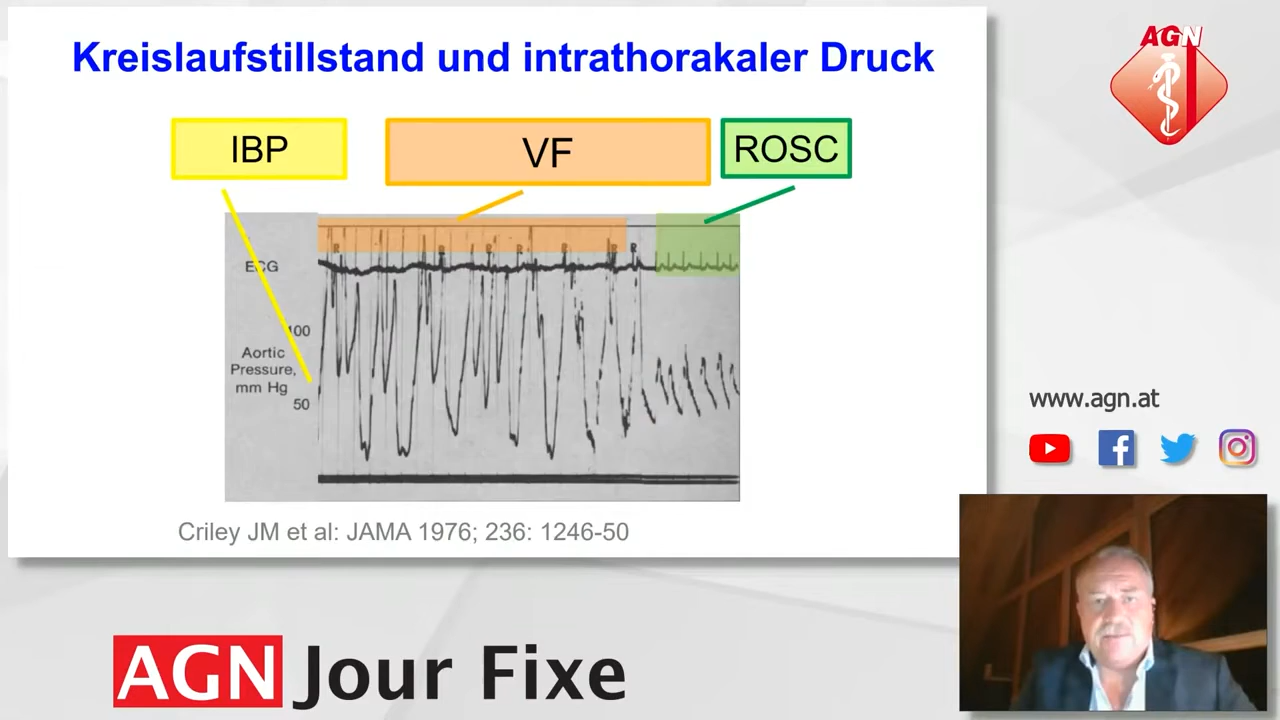 Kreislaufstillstand und intrathorakaler Druck
AGN
IBP
VF
ROSC
R
R
R
R
R
R
R
ECG
100
Aortic
Pressure,
mm Hg
50
www.agn.at
Criley JM et al: JAMA 1976; 236: 1246-50
AGN Jour Fixe